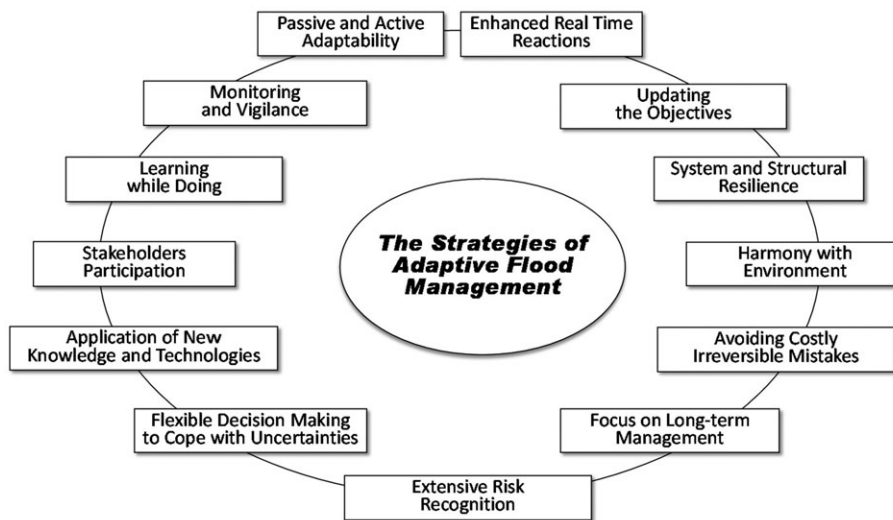 Passive and Active
Adaptability
Enhanced Real Time
Reactions
Monitoring
and Vigilance
Updating
the Objectives
Learning
while Doing
System and Structural
Resilience
The Strategies of
Adaptive Flood
Management
Stakeholders
Participation
Harmony with
Environment
Application of New
Knowledge and Technologies
Avoiding Costly
Irreversible Mistakes
Flexible Decision Making
to Cope with Uncertainties
Focus on Long-term
Management
Extensive Risk
Recognition